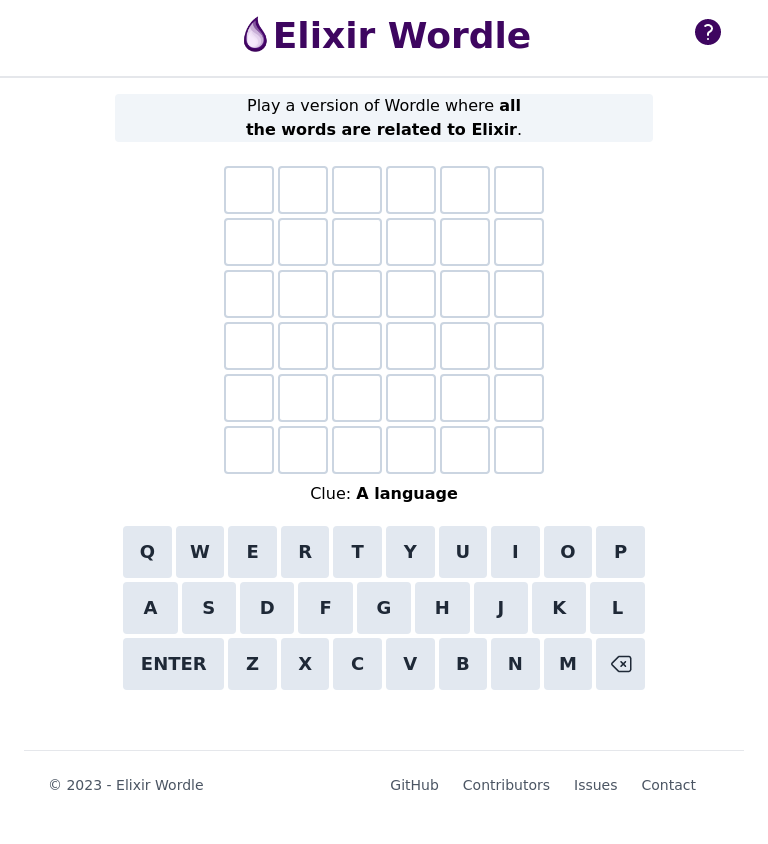 Elixir Wordle
?
Play a version of Wordle where all
the words are related to Elixir.
Clue: A language
Q W E R T Y U I O P
A S D F G H J K L
ENTER Z X C V B N M
© 2023 - Elixir Wordle GitHub Contributors Issues Contact